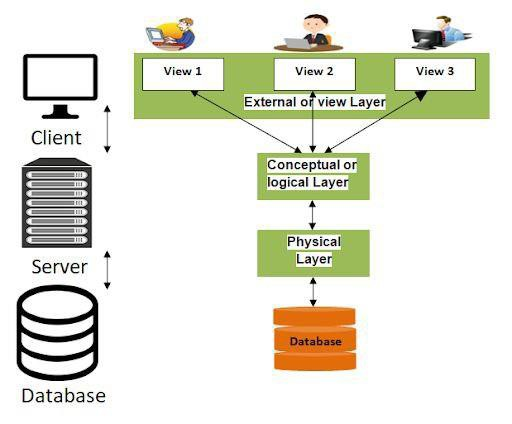 View 1
View 2
View 3
External or view Layer
Client
Conceptual or
logical Layer
Physical
Layer
Server
Database
Database